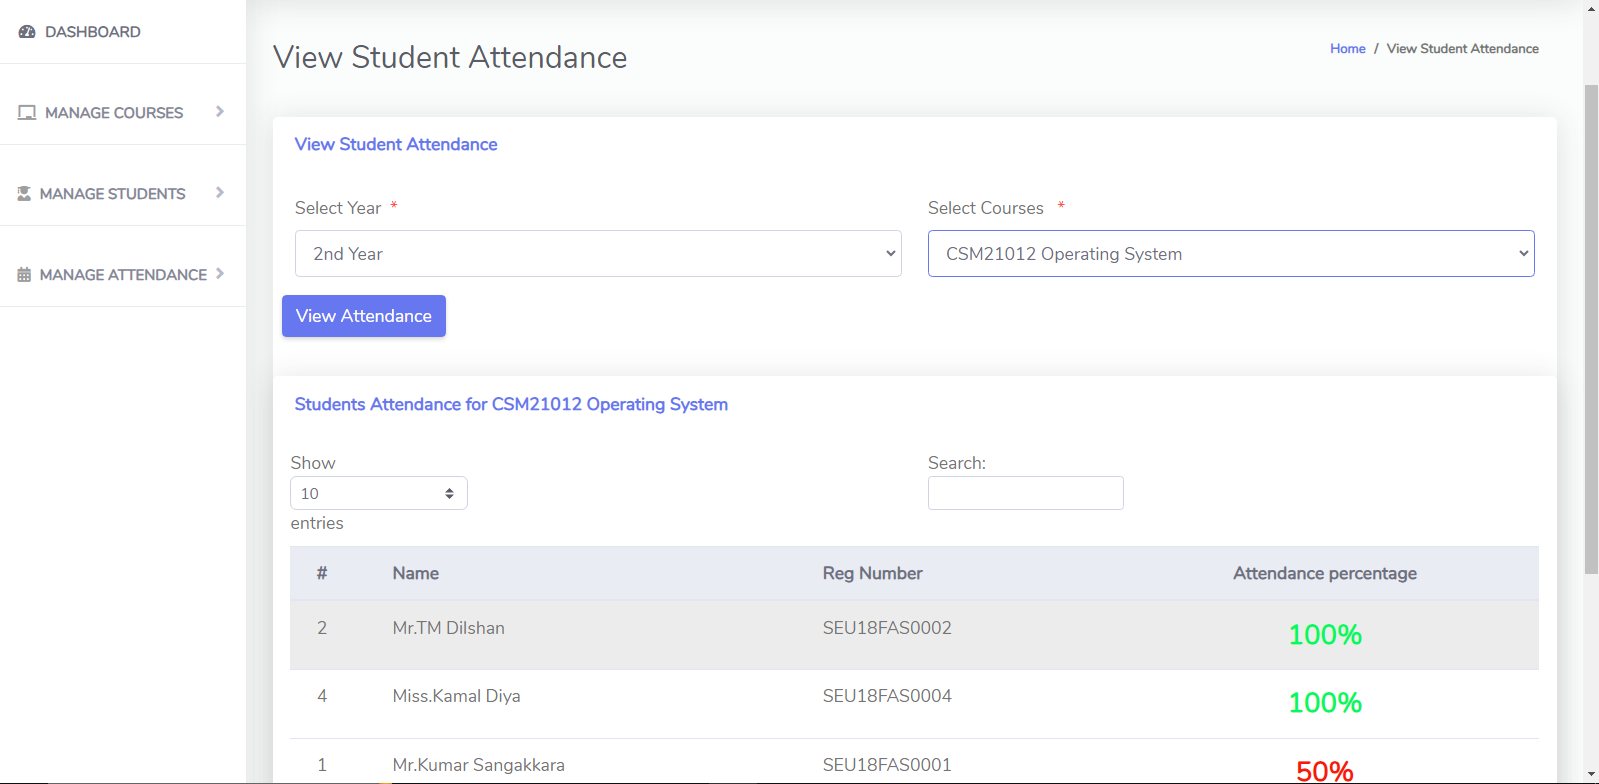 DASHBOARD
MANAGE COURSES
MANAGE STUDENTS
MANAGE ATTENDANCE
View Student Attendance
Home / View Student Attendance
View Student Attendance
Select Year *
Select Courses *
2nd Year
CSM21012 Operating System
View Attendance
Students Attendance for CSM21012 Operating System
Show
Search:
10
entries
# Name Reg Number Attendance percentage
2 Mr.TM Dilshan SEU18FAS0002 100%
4 Miss.Kamal Diya SEU18FAS0004 100%
1 Mr.Kumar Sangakkara SEU18FAS0001 50%